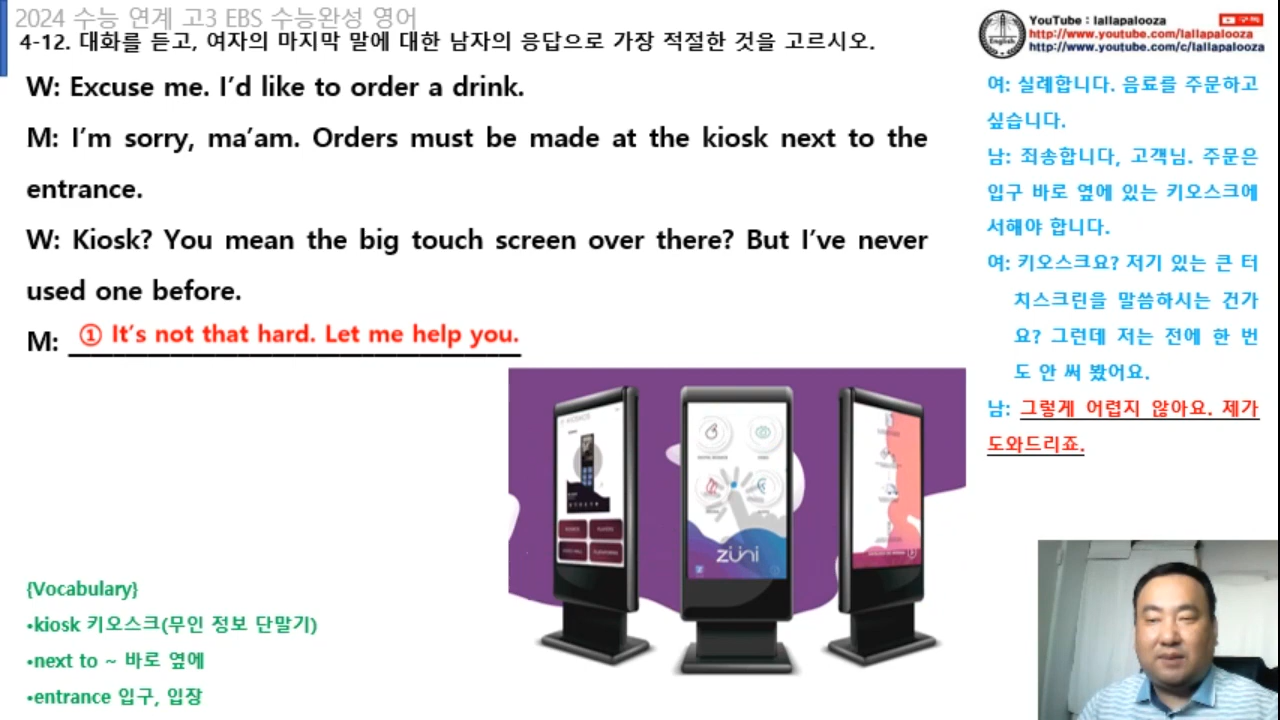 2024 수능 연계 고3 EBS 수능완성 영어
4-12. 대화를 듣고, 여자의 마지막 말에 대한 남자의 응답으로 가장 적절한 것을 고르시오.
YouTube : lallapalooza
구독
http://www.youtube.com/lallapalooza
http://www.youtube.com/c/lallapalooza
English
W: Excuse me. I’d like to order a drink.
M: I’m sorry, ma’am. Orders must be made at the kiosk next to the
entrance.
W: Kiosk? You mean the big touch screen over there? But I’ve never
used one before.
M: ① It’s not that hard. Let me help you.
여: 실례합니다. 음료를 주문하고
싶습니다.
남: 죄송합니다, 고객님. 주문은
입구 바로 옆에 있는 키오스크에
서해야 합니다.
여: 키오스크요? 저기 있는 큰 터
치스크린을 말씀하시는 건가
요? 그런데 저는 전에 한 번
도 안 써 봤어요.
남: 그렇게 어렵지 않아요. 제가
도와드리죠.
züni
{Vocabulary}
•kiosk 키오스크(무인 정보 단말기)
•next to ~ 바로 옆에
•entrance 입구, 입장